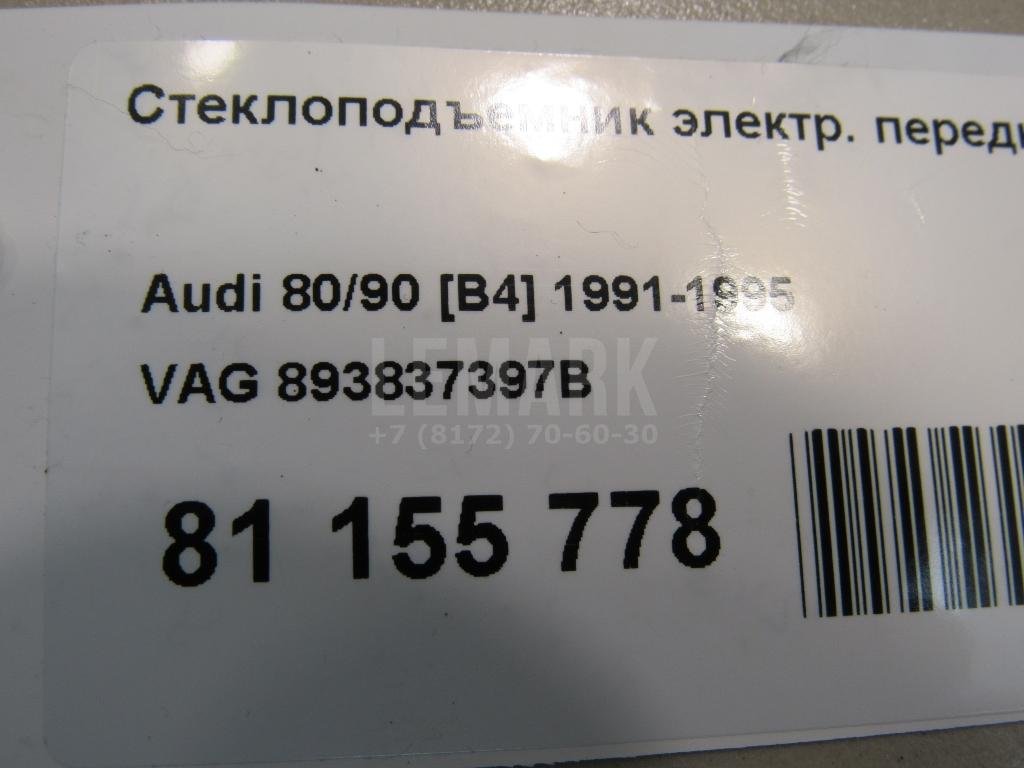 Стеклоподъемник электр.
Audi 80/90 [B4] 1991-1995
VAG 893837397B
LEMARK
+7 (8172) 70-60-30
81 155 778